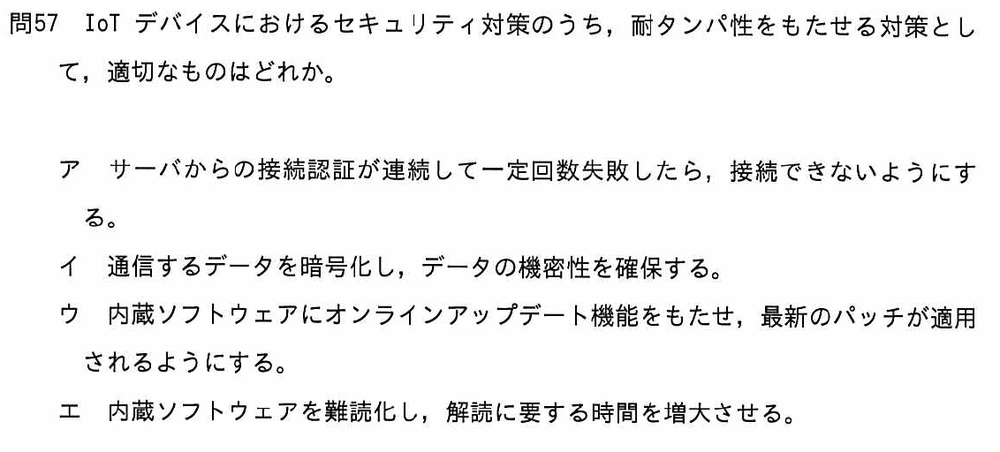 問57 IoT デバイスにおけるセキュリティ対策のうち，耐タンパ性をもたせる対策とし
て，適切なものはどれか。
ア サーバからの接続認証が連続して一定回数失敗したら，接続できないようにす
る。
イ 通信するデータを暗号化し，データの機密性を確保する。
ウ 内蔵ソフトウェアにオンラインアップデート機能をもたせ，最新のパッチが適用
されるようにする。
エ 内蔵ソフトウェアを難読化し，解読に要する時間を増大させる。